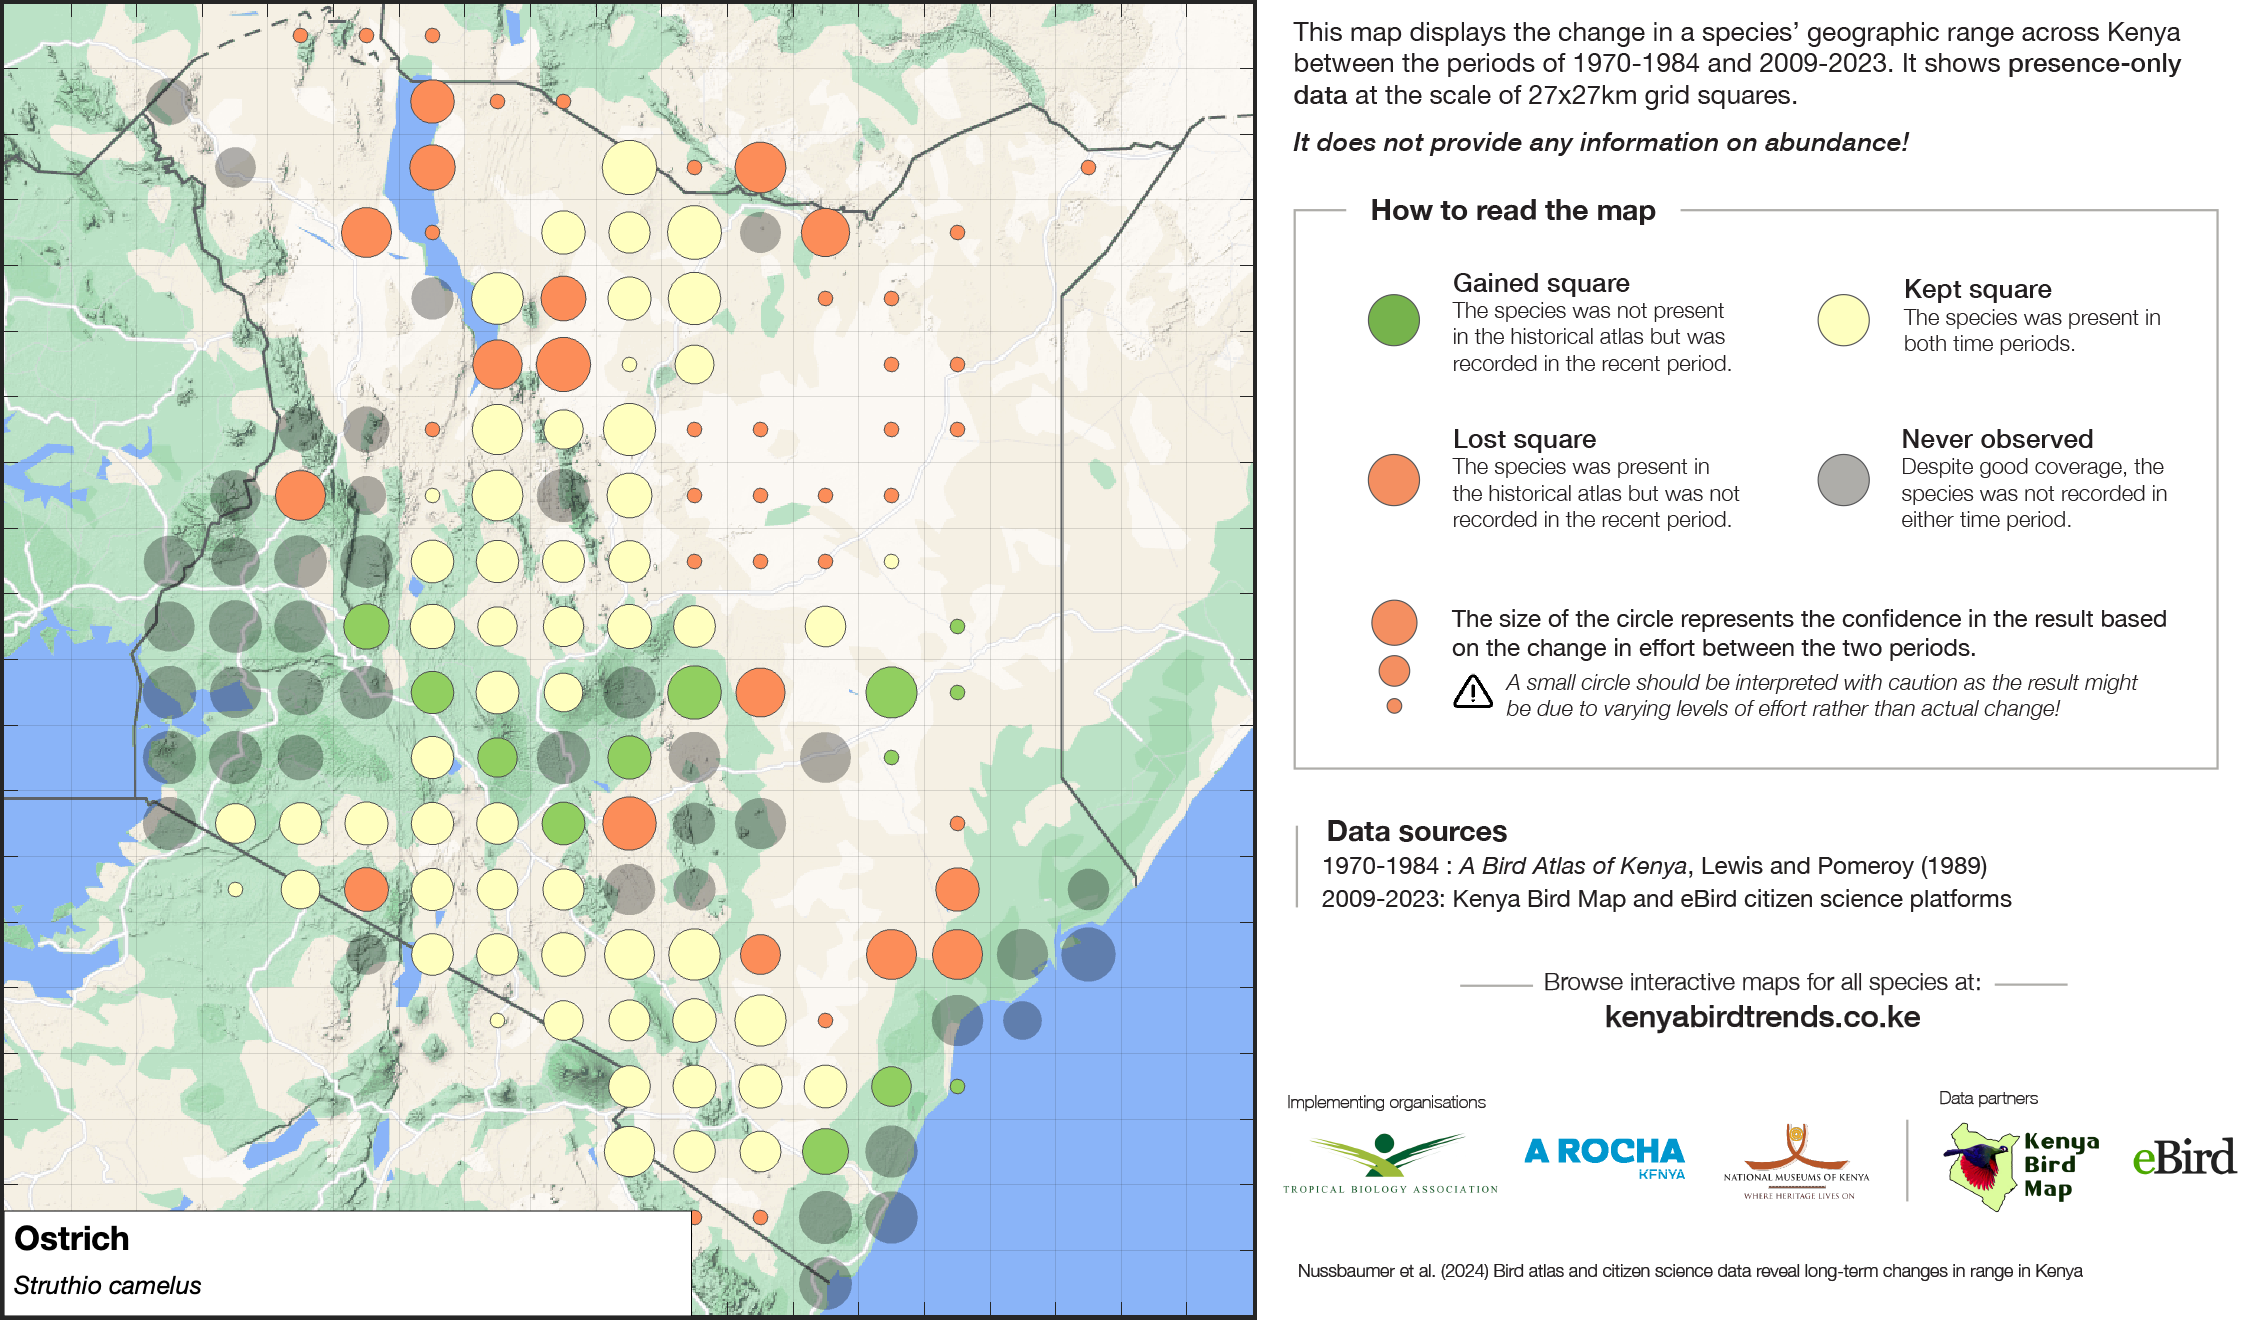 This map displays the change in a species’ geographic range across Kenya
between the periods of 1970-1984 and 2009-2023. It shows presence-only
data at the scale of 27x27km grid squares.
It does not provide any information on abundance!
How to read the map
Gained square
The species was not present
in the historical atlas but was
recorded in the recent period.
Kept square
The species was present in
both time periods.
Lost square
The species was present in
the historical atlas but was not
recorded in the recent period.
Never observed
Despite good coverage, the
species was not recorded in
either time period.
The size of the circle represents the confidence in the result based
on the change in effort between the two periods.
A small circle should be interpreted with caution as the result might
be due to varying levels of effort rather than actual change!
Data sources
1970-1984 : A Bird Atlas of Kenya, Lewis and Pomeroy (1989)
2009-2023: Kenya Bird Map and eBird citizen science platforms
Browse interactive maps for all species at:
kenyabirdtrends.co.ke
Implementing organisations
Data partners
TROPICAL BIOLOGY ASSOCIATION
A ROCHA
KENYA
NATIONAL MUSEUMS OF KENYA
WHERE HERITAGE LIVES ON
Kenya
Bird
Map
eBird
Nussbaumer et al. (2024) Bird atlas and citizen science data reveal long-term changes in range in Kenya
Ostrich
Struthio camelus